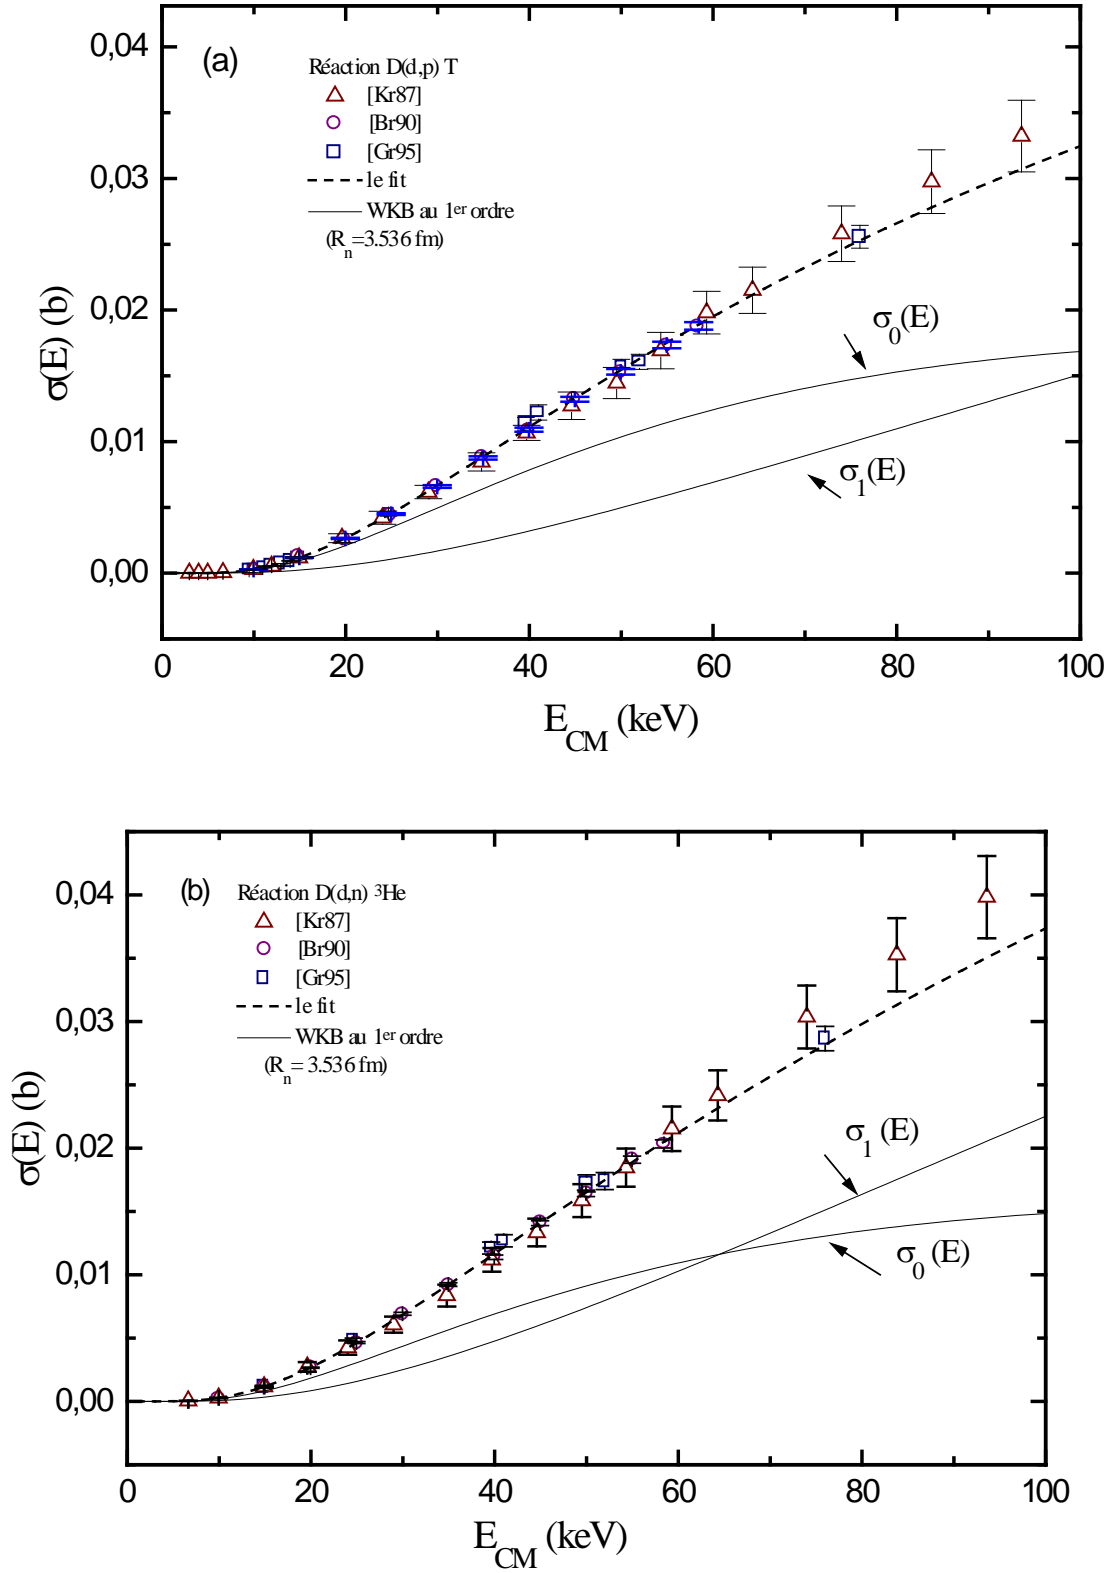 (a)
Réaction D(d,p) T
[Kr87]
[Br90]
[Gr95]
le fit
WKB au 1er ordre
(Rn=3.536 fm)
σ0(E)
σ1(E)
0,04
0,03
0,02
0,01
0,00
σ(E) (b)
0 20 40 60 80 100
ECM (keV)
(b)
Réaction D(d,n) 3He
[Kr87]
[Br90]
[Gr95]
le fit
WKB au 1er ordre
(Rn= 3.536 fm)
σ1 (E)
σ0 (E)
0,04
0,03
0,02
0,01
0,00
σ(E) (b)
0 20 40 60 80 100
ECM (keV)